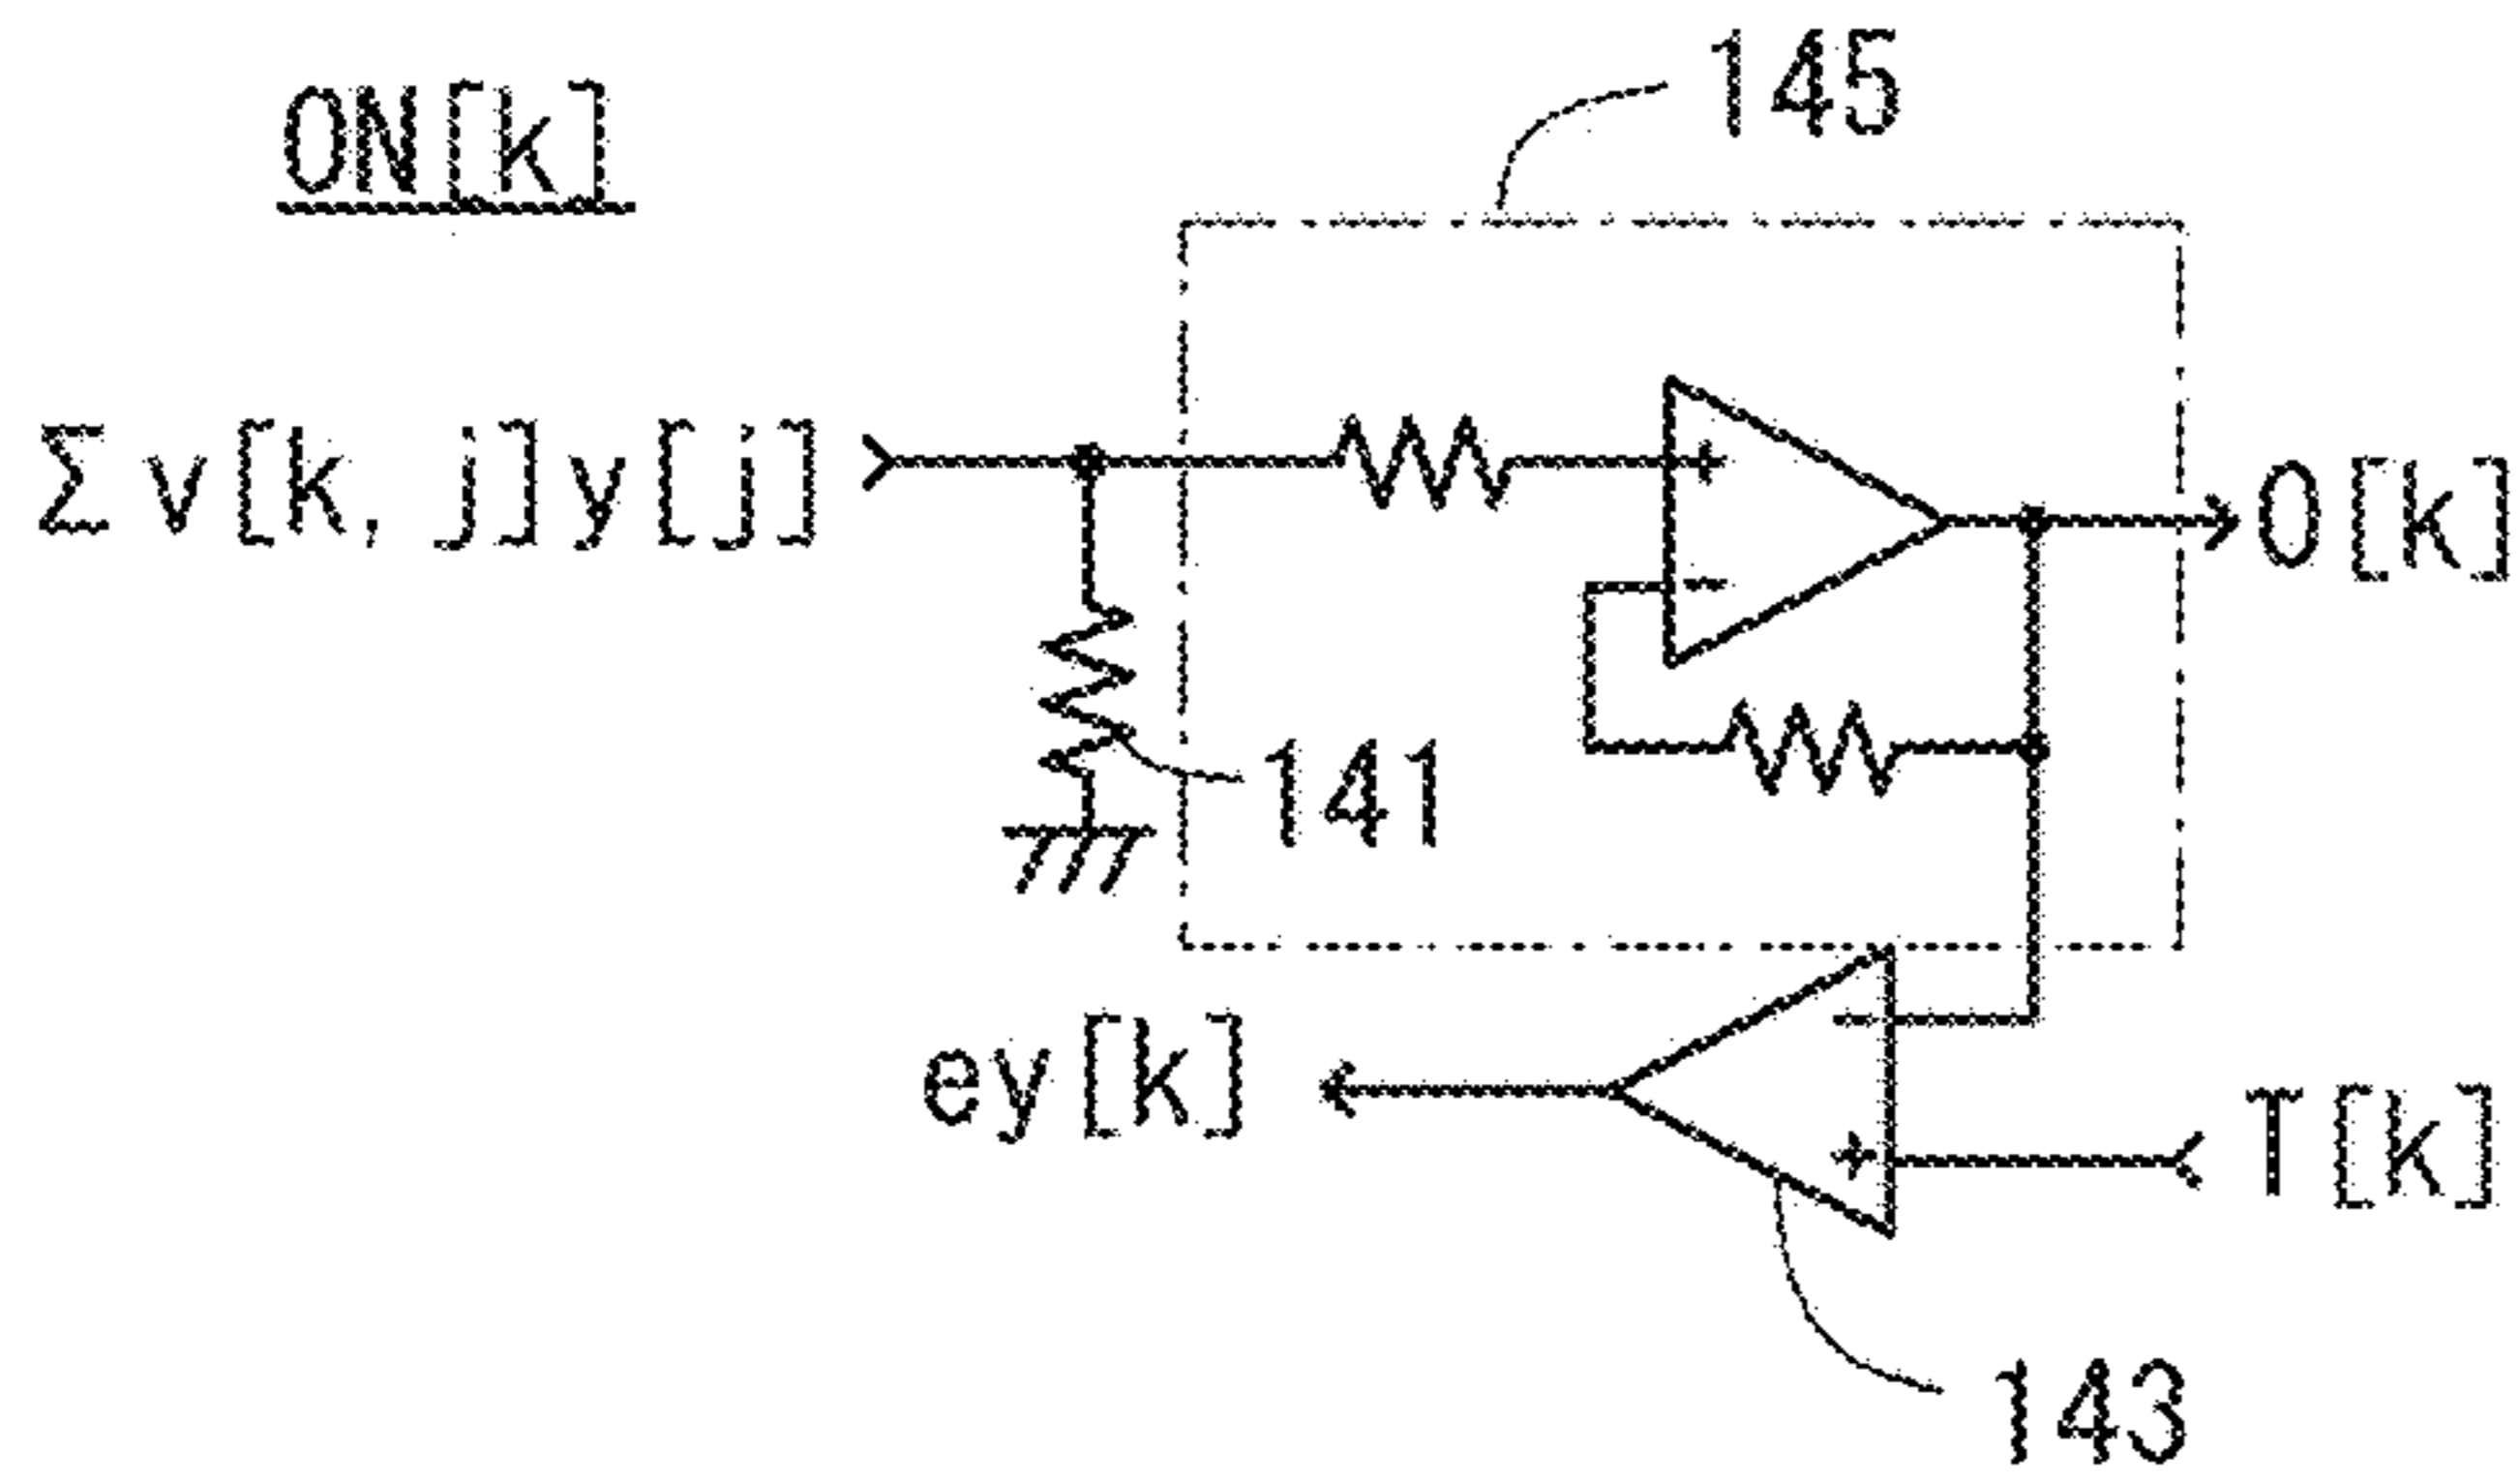 ON[k]
145
Σv[k, j]y[j]
+
O[k]
-
141
ey[k]
-
+
T[k]
143